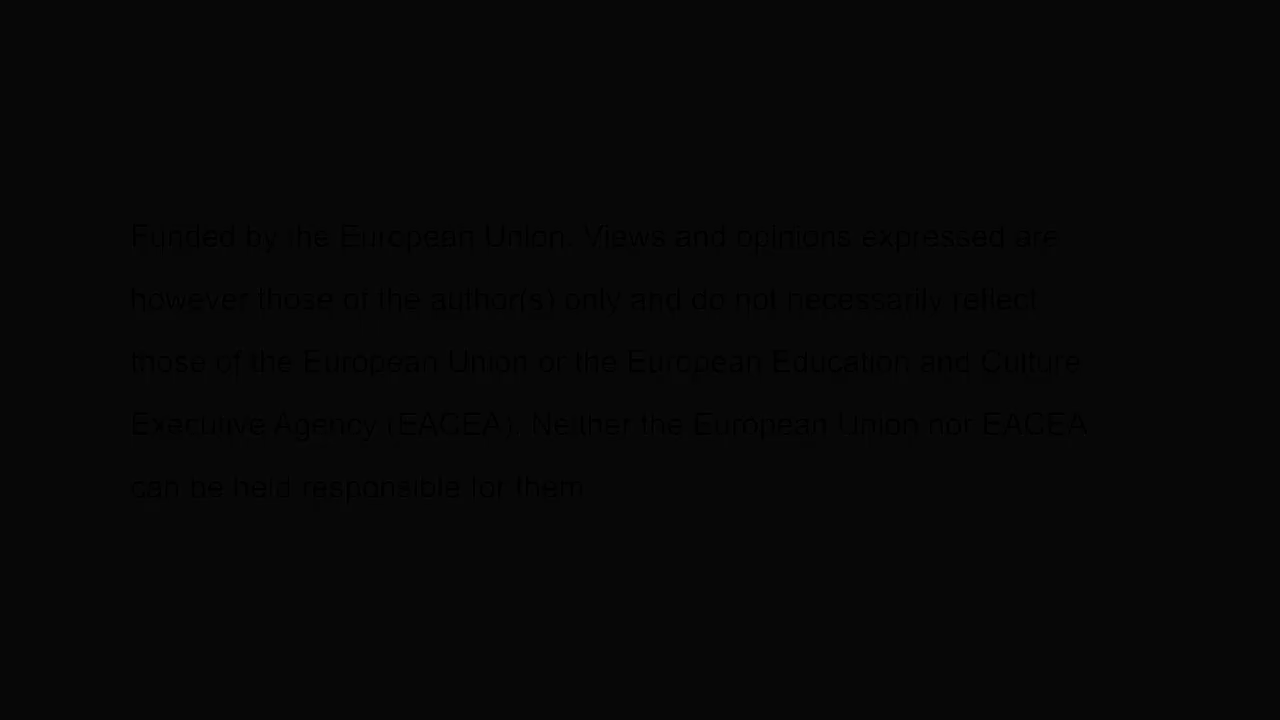 Funded by the European Union. Views and opinions expressed are
however those of the author(s) only and do not necessarily reflect
those of the European Union or the European Education and Culture
Executive Agency (EACEA). Neither the European Union nor EACEA
can be held responsible for them.